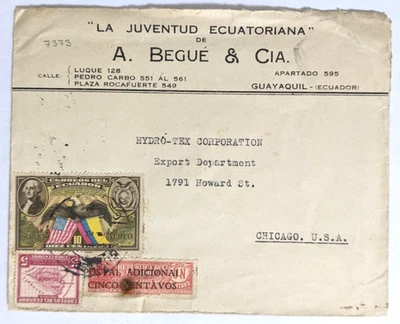 "LA JUVENTUD ECUATORIANA"
7373
DE
A. BEGUÉ & CIA.
CALLE:
LUQUE 128
PEDRO CARBO 551 AL 561
PLAZA ROCAFUERTE 549
APARTADO 595
GUAYAQUIL-(ECUADOR)
HYDRO-TEX CORPORATION
Export Department
1791 Howard St.
CHICAGO. U.S.A.
CORREOS DEL
ECUADOR
AEREO
10
DIEZ CENTAVOS
POSTAL ADICIONAL
CINCO CENTAVOS
5